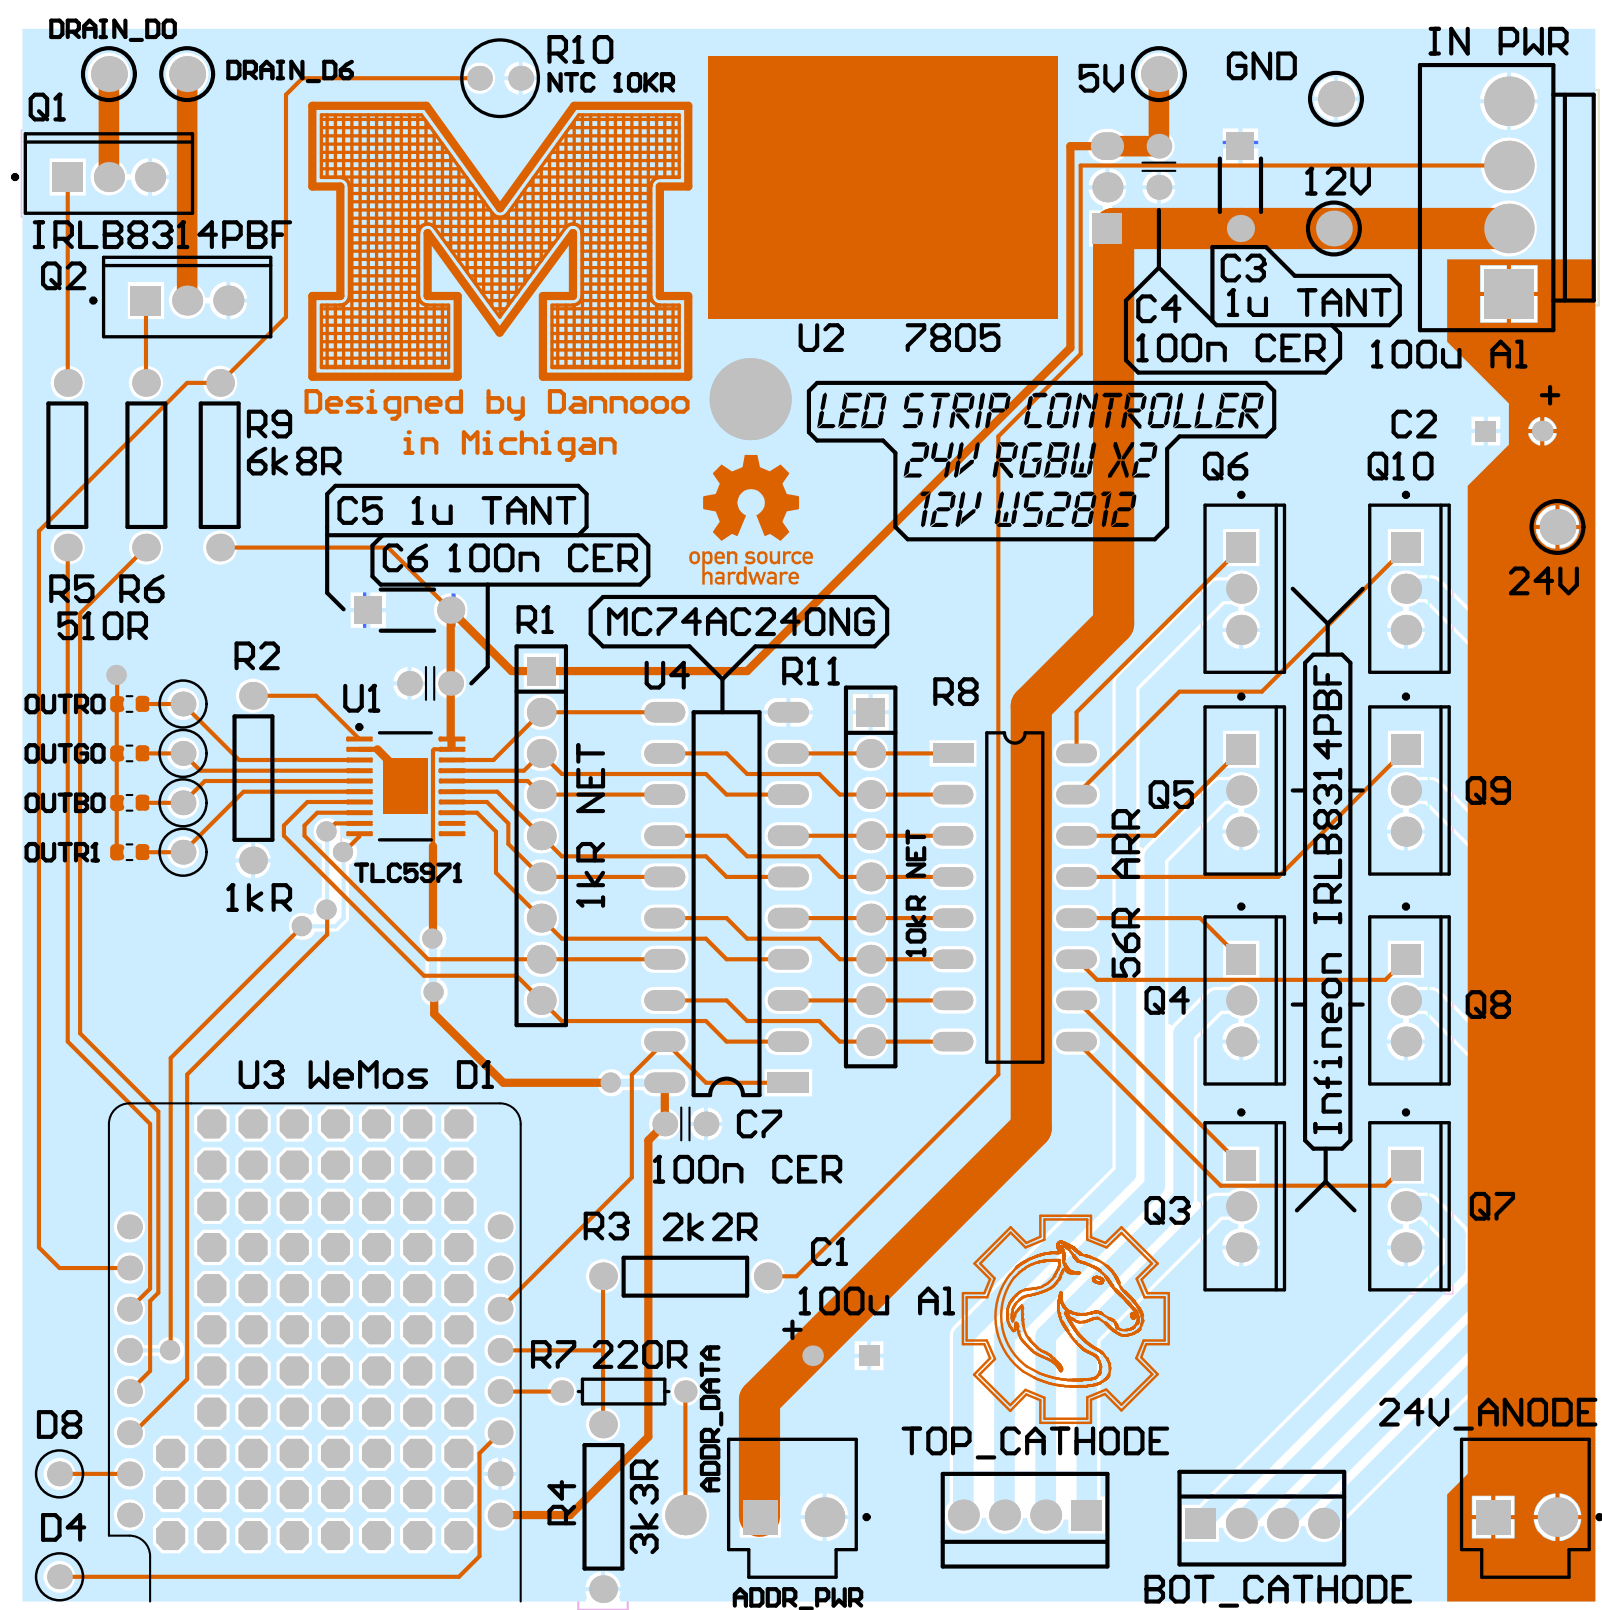 DRAIN_D0
DRAIN_D6
R10
NTC 10KR
IN PWR
GND
5V
Q1
12V
IRLB8314PBF
Q2
C3
1u TANT
C4
100n CER
U2 7805
100u Al
Designed by Dannooo
in Michigan
LED STRIP CONTROLLER
24V RGBW X2
12V WS2812
+
C2
R9
6k8R
Q6
Q10
C5 1u TANT
C6 100n CER
open source
hardware
24V
R5 R6
510R
R1
MC74AC240NG
R2
U4
R11
R8
U1
OUTR0
OUTG0
OUTB0
OUTR1
1kR NET
10kR NET
56R ARR
Infineon IRLB8314PBF
Q5
Q9
TLC5971
1kR
Q4
Q8
U3 WeMos D1
C7
100n CER
Q3
Q7
R3 2k2R
C1
100u Al
+
R7 220R
ADDR_DATA
24V_ANODE
D8
TOP_CATHODE
R4
3k3R
D4
ADDR_PWR
BOT_CATHODE